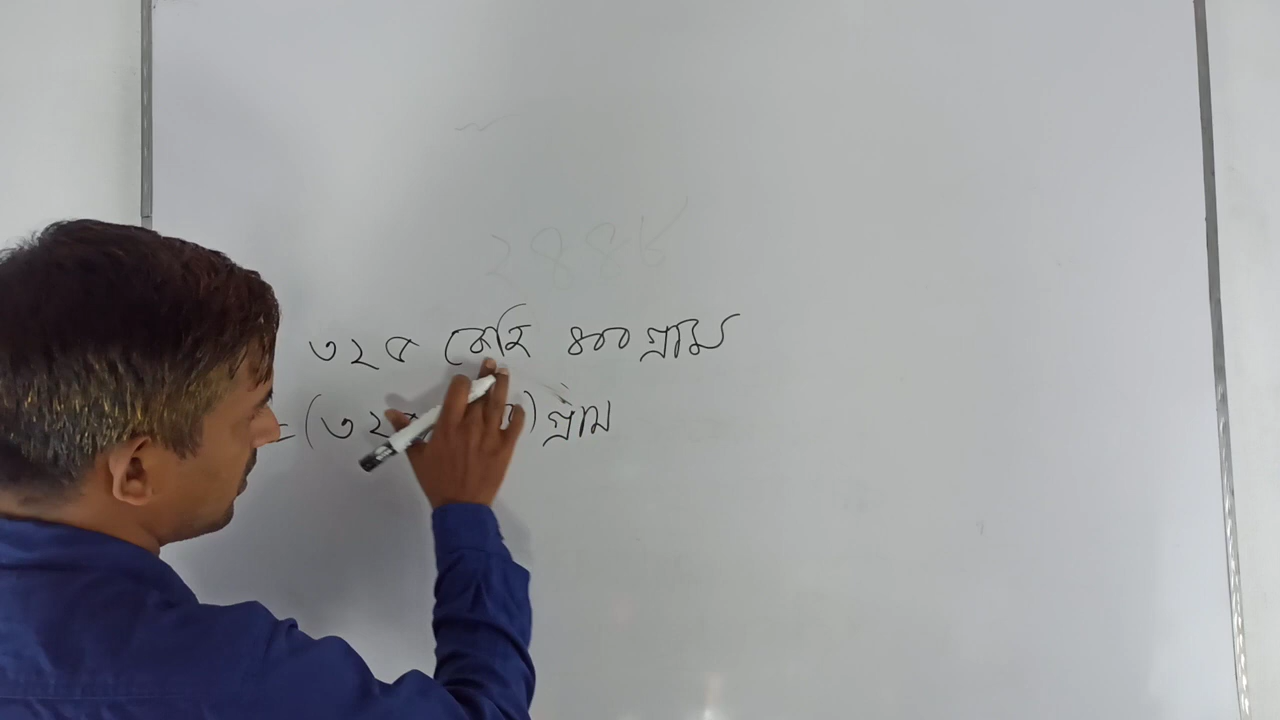 ৩২৫ কেজি ৪০০ গ্রাম
= (৩২ ) গ্রাম